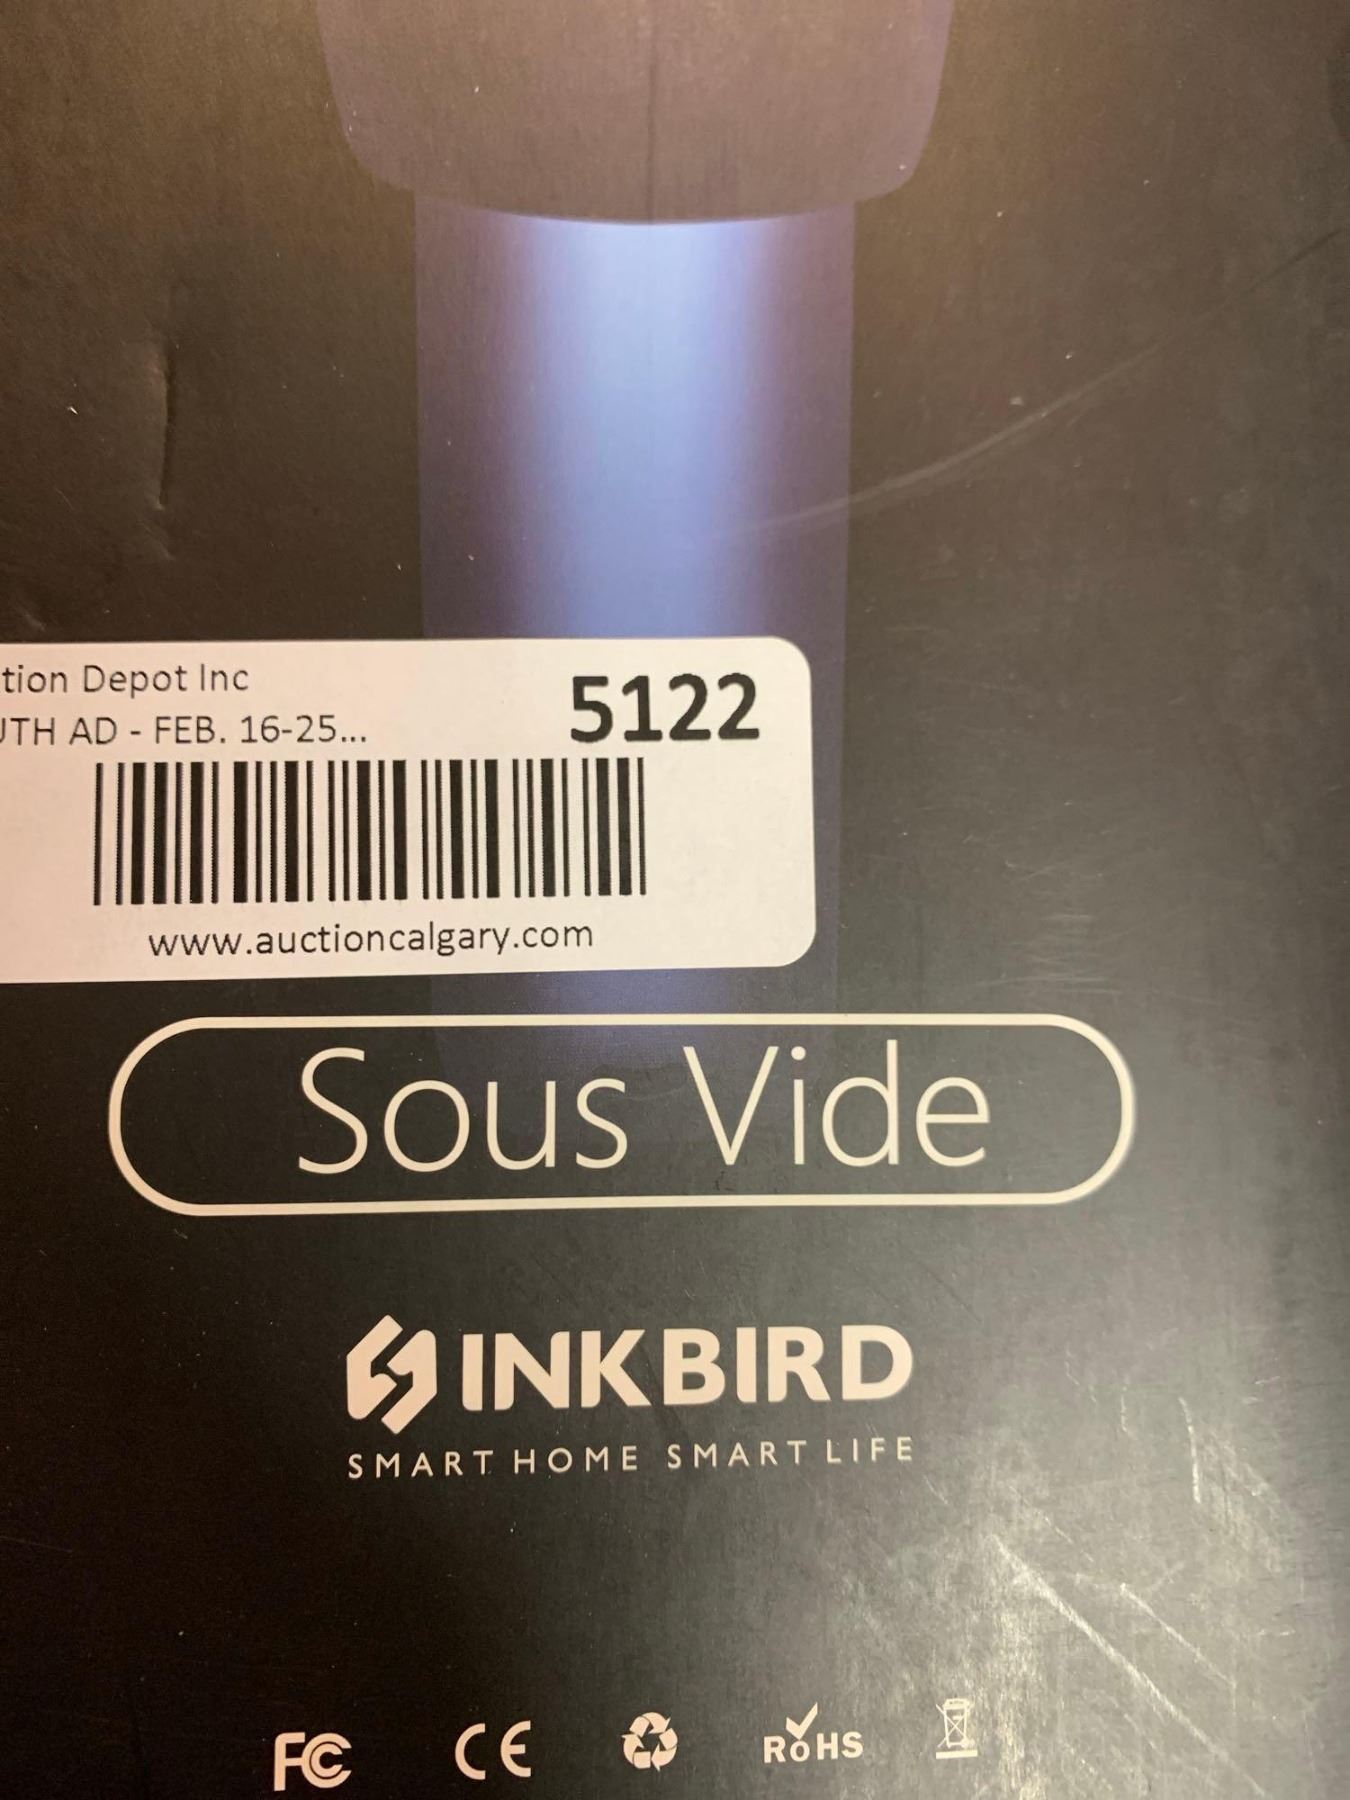 tion Depot Inc
5122
UTH AD - FEB. 16-25...
www.auctioncalgary.com
Sous Vide
INKBIRD
SMART HOME SMART LIFE
FC CE RoHS